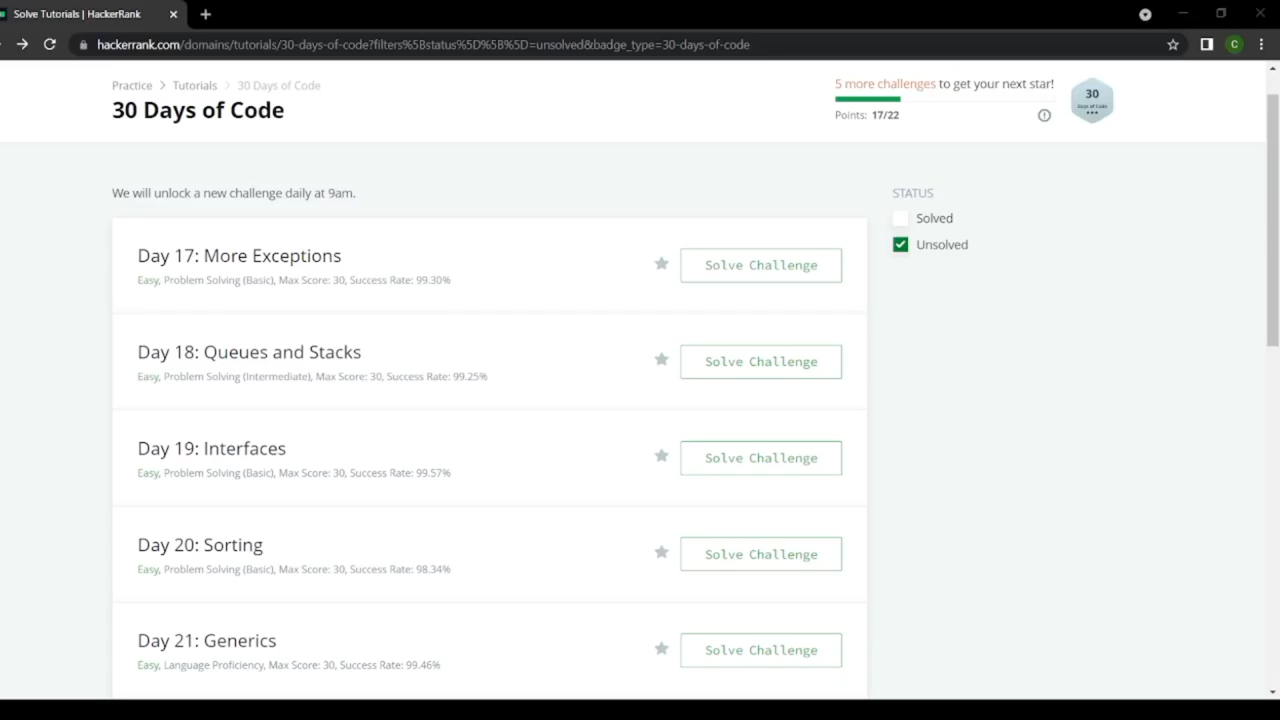 Solve Tutorials | HackerRank
hackerrank.com/domains/tutorials/30-days-of-code?filters%5Bstatus%5D%5B%5D=unsolved&badge_type=30-days-of-code
C
Practice > Tutorials > 30 Days of Code
30 Days of Code
5 more challenges to get your next star!
Points: 17/22
30
Days of Code
We will unlock a new challenge daily at 9am.
STATUS
Solved
Unsolved
Day 17: More Exceptions
Easy, Problem Solving (Basic), Max Score: 30, Success Rate: 99.30%
Solve Challenge
Day 18: Queues and Stacks
Easy, Problem Solving (Intermediate), Max Score: 30, Success Rate: 99.25%
Solve Challenge
Day 19: Interfaces
Easy, Problem Solving (Basic), Max Score: 30, Success Rate: 99.57%
Solve Challenge
Day 20: Sorting
Easy, Problem Solving (Basic), Max Score: 30, Success Rate: 98.34%
Solve Challenge
Day 21: Generics
Easy, Language Proficiency, Max Score: 30, Success Rate: 99.46%
Solve Challenge